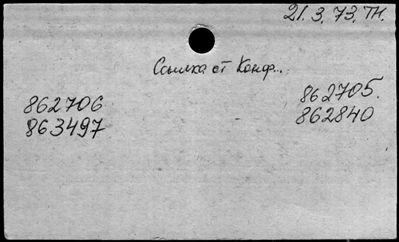 21.3.73. ТН.
Ссылка от Конф...
862706 862705.
863497 862840